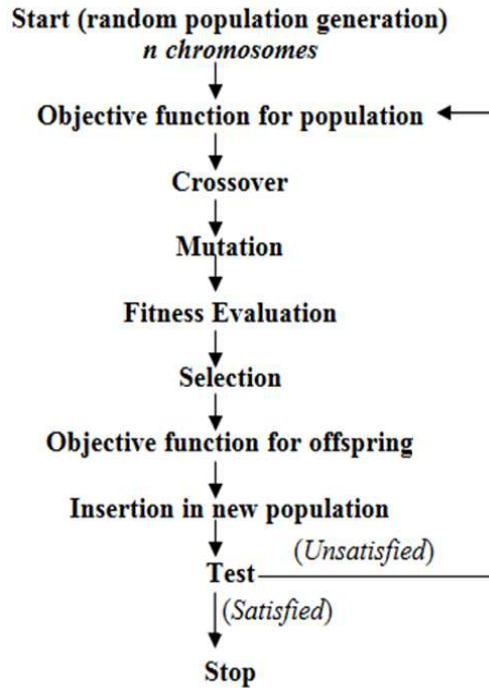 Start (random population generation)
n chromosomes
Objective function for population
Crossover
Mutation
Fitness Evaluation
Selection
Objective function for offspring
Insertion in new population
(Unsatisfied)
Test
(Satisfied)
Stop